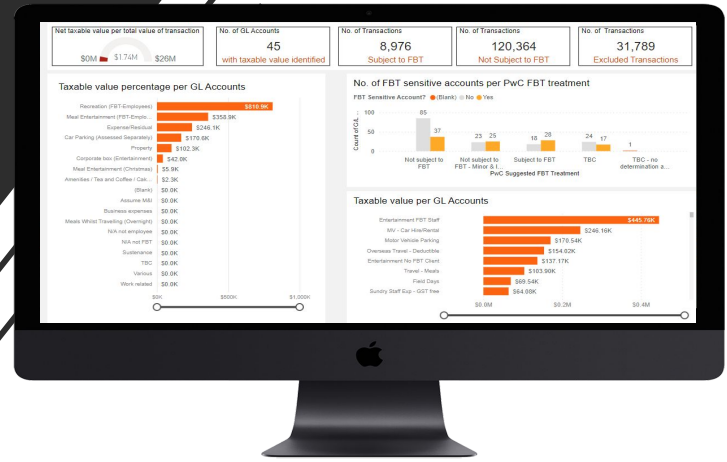 Net taxable value per total value of transaction
$0M
$1.74M
$26M
No. of GL Accounts
45
with taxable value identified
No. of Transactions
8,976
Subject to FBT
No. of Transactions
120,364
Not Subject to FBT
No. of Transactions
31,789
Excluded Transactions
Taxable value percentage per GL Accounts
Recreation (FBT-Employees) $810.9K
Meal Entertainment (FBT-Emplo... $358.9K
Expense/Residual $246.1K
Car Parking (Assessed Separately) $170.6K
Property $102.3K
Corporate box (Entertainment) $42.0K
Meal Entertainment (Christmas) $5.9K
Amenities / Tea and Coffee / Cak... $2.3K
(Blank) $0.0K
Assume M&I $0.0K
Business expenses $0.0K
Meals Whilst Travelling (Overnight) $0.0K
N/A not employee $0.0K
N/A not FBT $0.0K
Sustenance $0.0K
TBC $0.0K
Various $0.0K
Work related $0.0K
$0K $500K $1,000K
No. of FBT sensitive accounts per PwC FBT treatment
FBT Sensitive Account? (Blank) No Yes
Count of G/L ...
100
50
0
85 37 23 25 18 28 24 17 1
Not subject to FBT
Not subject to FBT - Minor & I...
Subject to FBT
TBC
TBC - no determination a...
PwC Suggested FBT Treatment
Taxable value per GL Accounts
Entertainment FBT Staff $445.76K
MV - Car Hire/Rental $246.16K
Motor Vehicle Parking $170.54K
Overseas Travel - Deductible $154.02K
Entertainment No FBT Client $137.17K
Travel - Meals $103.90K
Field Days $69.54K
Sundry Staff Exp - GST free $64.08K
$0.0M $0.2M $0.4M